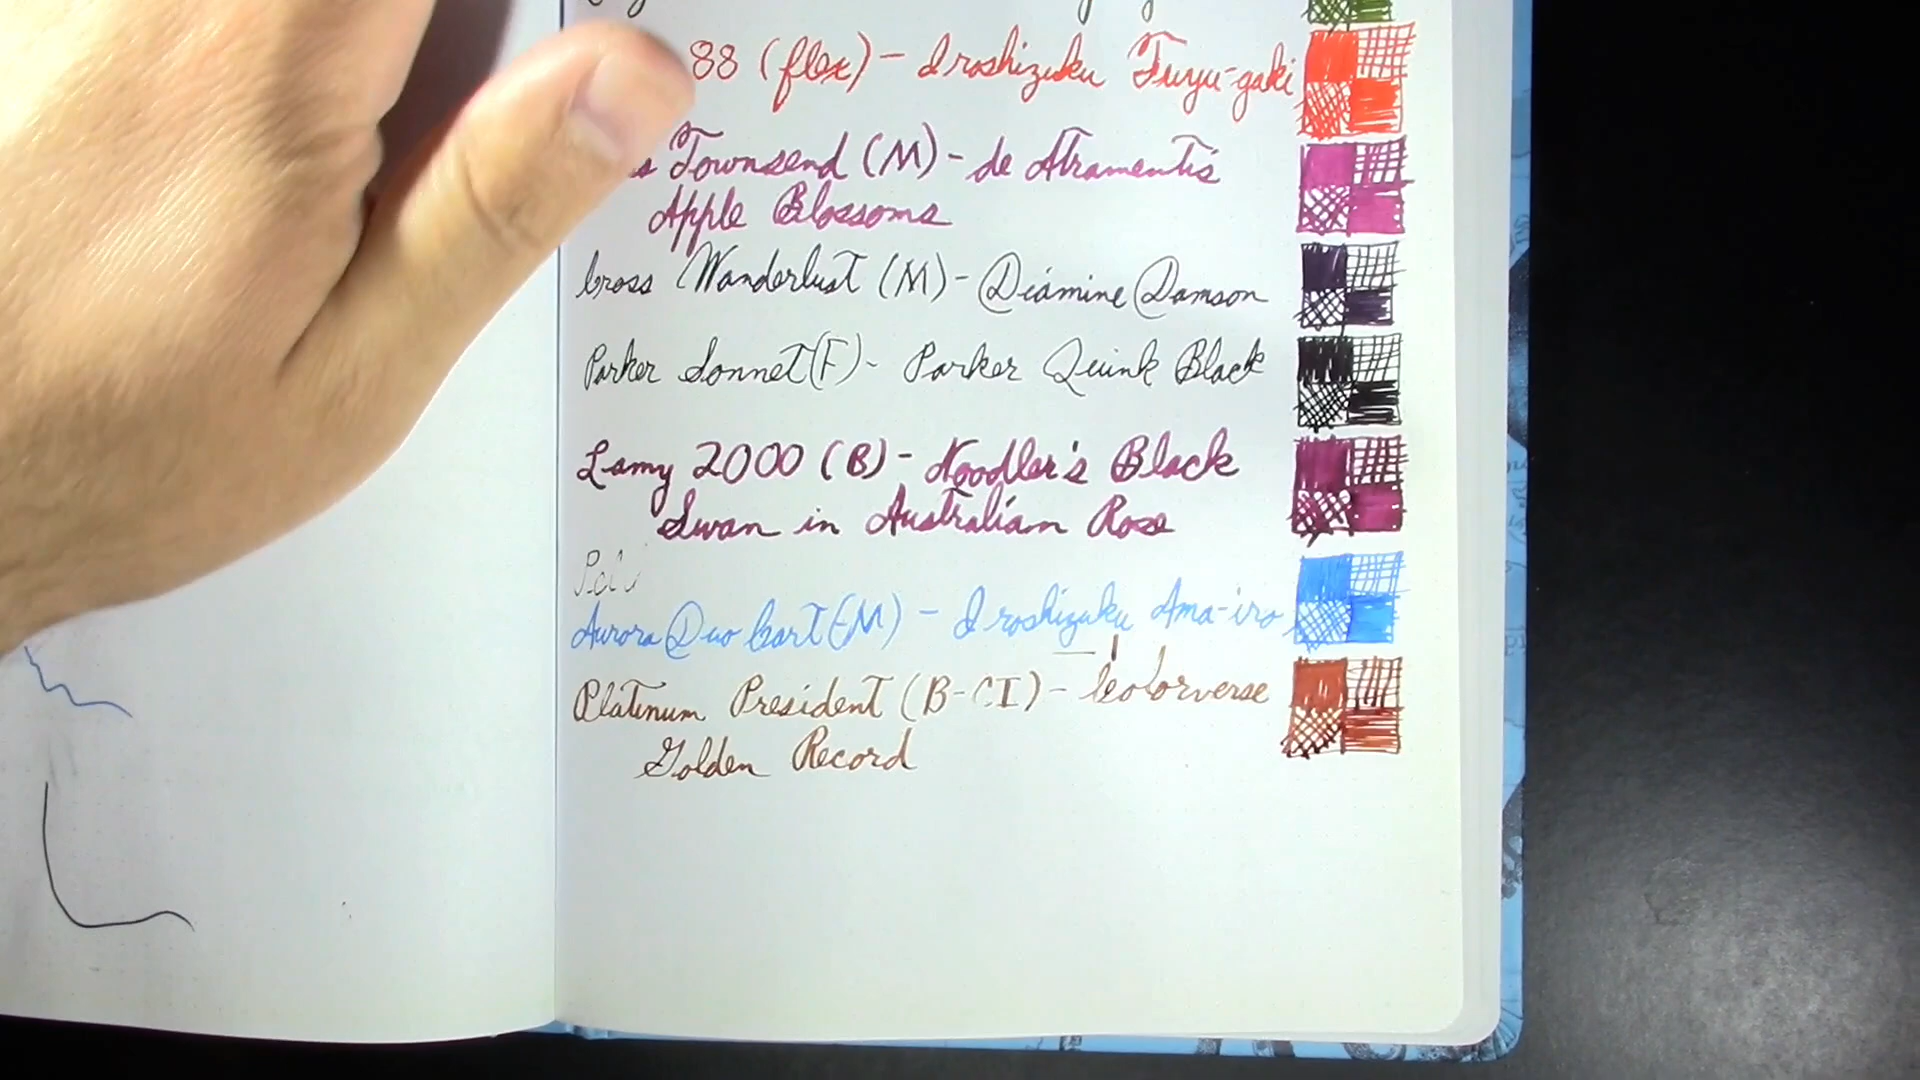 88 (flex) - Iroshizuku Fuyu-gaki
Townsend (M) - de Atramentis
Apple Blossoms
Cross Wanderlust (M) - Diamine Damson
Parker Sonnet (F) - Parker Quink Black
Lamy 2000 (B) - Noodler's Black
Swan in Australian Rose
Aurora Duo Cart (M) - Iroshizuku Ama-iro
Platinum President (B-CI) - Colorverse
Golden Record